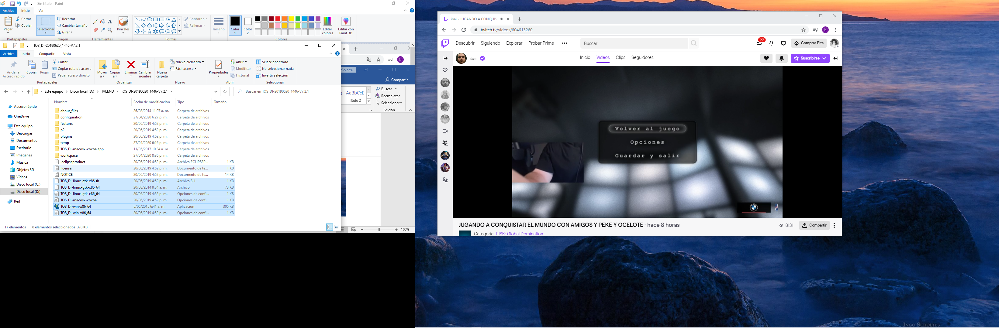 Sin título - Paint
Archivo Inicio Ver
Pegar
Cortar
Copiar
Portapapeles
Seleccionar
Recortar
Cambiar tamaño
Girar
Imagen
A
Herramientas
Pinceles
Contorno
Rellenar
Formas
Tamaño
Color 1
Color 2
Editar colores
Colores
Editar con Paint 3D
TOS_DI-20190620_1446-V7.2.1
Archivo Inicio Compartir Vista
Anclar al Acceso rápido
Copiar
Pegar
Cortar
Copiar ruta de acceso
Pegar acceso directo
Portapapeles
Mover a
Copiar a
Eliminar
Cambiar nombre
Organizar
Nueva carpeta
Nuevo elemento
Fácil acceso
Nuevo
Propiedades
Abrir
Modificar
Historial
Abrir
Seleccionar todo
No seleccionar nada
Invertir selección
Seleccionar
Este equipo > Disco local (D:) > TALEND > TOS_DI-20190620_1446-V7.2.1 >
Buscar en TOS_DI-20190620_1446-V7.2.1
Acceso rápido
OneDrive
Este equipo
Descargas
Documentos
Escritorio
Imágenes
Música
Objetos 3D
Vídeos
Disco local (C:)
Disco local (D:)
Red
Nombre Fecha de modificación Tipo Tamaño
about_files 26/08/2014 11:07 a. m. Carpeta de archivos
configuration 27/04/2020 6:27 p. m. Carpeta de archivos
features 20/06/2019 4:52 p. m. Carpeta de archivos
p2 20/06/2019 4:52 p. m. Carpeta de archivos
plugins 20/06/2019 4:52 p. m. Carpeta de archivos
temp 27/04/2020 6:16 p. m. Carpeta de archivos
TOS_DI-macosx-cocoa.app 11/05/2017 10:34 a. m. Carpeta de archivos
workspace 27/04/2020 8:36 p. m. Carpeta de archivos
.eclipseproduct 20/06/2019 4:52 p. m. Archivo ECLIPSEP... 1 KB
license 20/06/2019 4:52 p. m. Documento de te... 1 KB
NOTICE 20/06/2019 4:52 p. m. Documento de te... 14 KB
TOS_DI-linux-gtk-x86.sh 20/06/2019 4:52 p. m. Archivo SH 1 KB
TOS_DI-linux-gtk-x86_64 20/08/2014 8:34 a. m. Archivo 73 KB
TOS_DI-linux-gtk-x86_64 20/06/2019 4:52 p. m. Opciones de confi... 1 KB
TOS_DI-macosx-cocoa 20/06/2019 4:52 p. m. Opciones de confi... 1 KB
TOS_DI-win-x86_64 5/05/2015 6:41 a. m. Aplicación 305 KB
TOS_DI-win-x86_64 20/06/2019 4:52 p. m. Opciones de confi... 1 KB
17 elementos 6 elementos seleccionados 378 KB
b
nic. ses.
Compartir
AaBbCcD
Título 2
Buscar
Reemplazar
Seleccionar
Edición
100%
ibai - JUGANDO A CONQUIS
twitch.tv/videos/604613260
b
Descubrir Siguiendo Explorar Probar Prime
Buscar
27
Comprar Bits
ibai
Inicio Vídeos Clips Seguidores
Suscribirse
Volver al juego
Opciones
Guardar y salir
JUGANDO A CONQUISTAR EL MUNDO CON AMIGOS Y PEKE Y OCELOTE · hace 8 horas
8131
Compartir
Categoría: RISK: Global Domination
INGO SCHOLTES